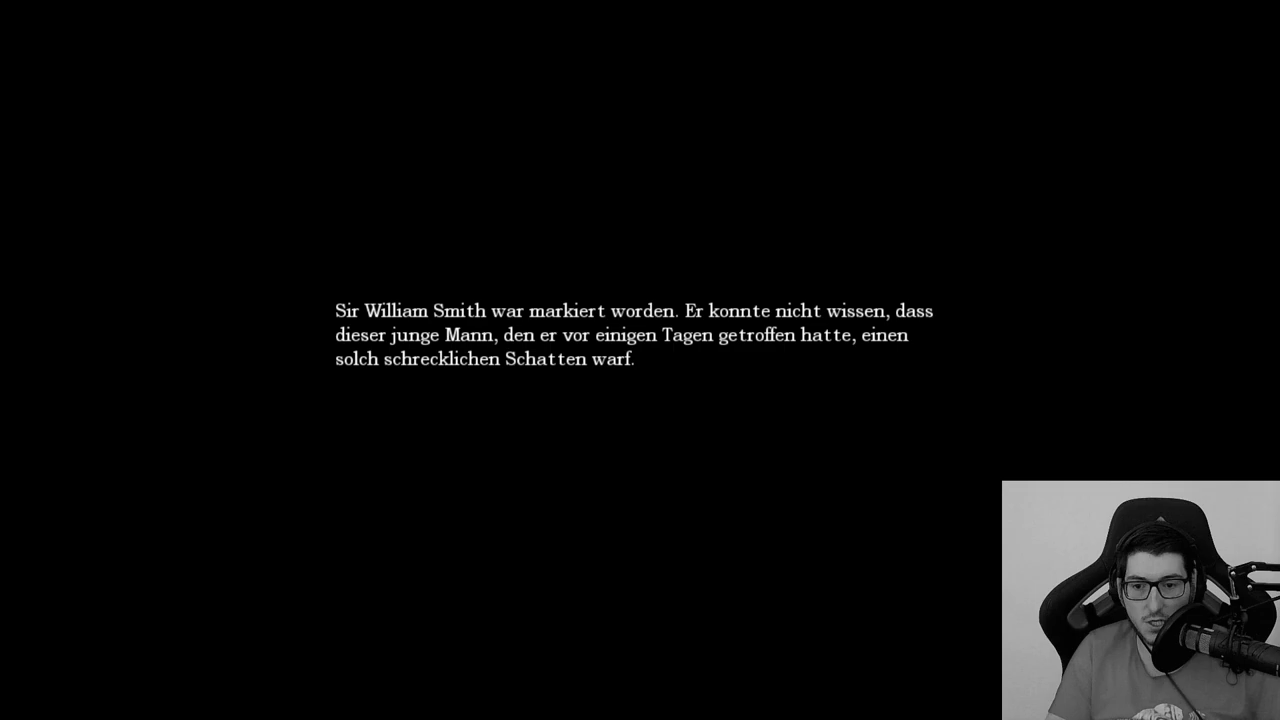 Sir William Smith war markiert worden. Er konnte nicht wissen, dass
dieser junge Mann, den er vor einigen Tagen getroffen hatte, einen
solch schrecklichen Schatten warf.